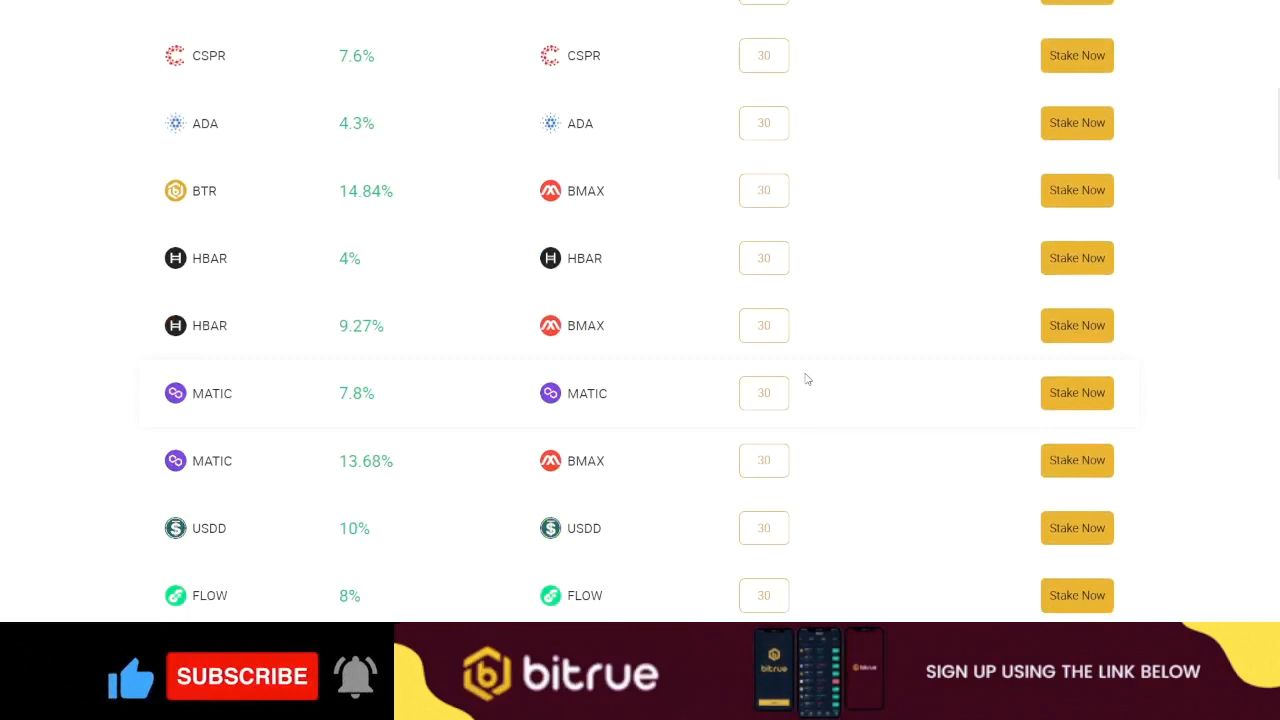 CSPR 7.6% CSPR 30 Stake Now
ADA 4.3% ADA 30 Stake Now
BTR 14.84% BMAX 30 Stake Now
HBAR 4% HBAR 30 Stake Now
HBAR 9.27% BMAX 30 Stake Now
MATIC 7.8% MATIC 30 Stake Now
MATIC 13.68% BMAX 30 Stake Now
USDD 10% USDD 30 Stake Now
FLOW 8% FLOW 30 Stake Now
SUBSCRIBE
bitrue
bitrue
bitrue
SIGN UP USING THE LINK BELOW